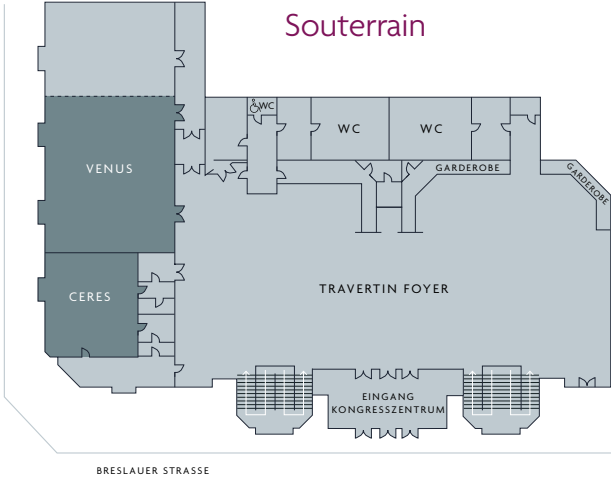 Souterrain
WC
WC
WC
GARDEROBE
GARDEROBE
VENUS
CERES
TRAVERTIN FOYER
EINGANG
KONGRESSZENTRUM
BRESLAUER STRASSE